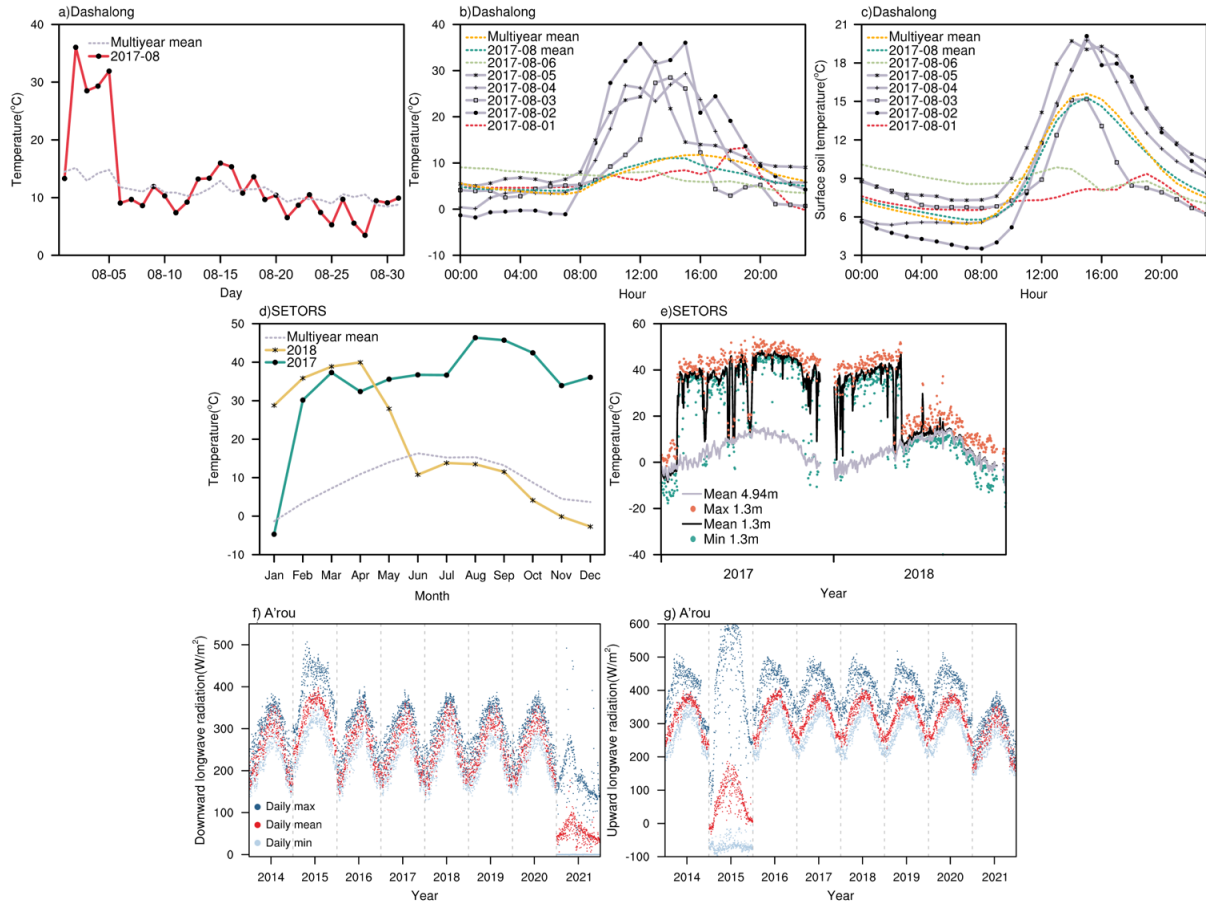 a)Dashalong
Temperature(°C)
40
30
20
10
0
Multiyear mean
2017-08
08-05
08-10
08-15
08-20
08-25
08-30
Day
b)Dashalong
Temperature(°C)
40
30
20
10
0
-10
Multiyear mean
2017-08 mean
2017-08-06
2017-08-05
2017-08-04
2017-08-03
2017-08-02
2017-08-01
00:00
04:00
08:00
12:00
16:00
20:00
Hour
c)Dashalong
Surface soil temperature(°C)
21
18
15
12
9
6
3
Multiyear mean
2017-08 mean
2017-08-06
2017-08-05
2017-08-04
2017-08-03
2017-08-02
2017-08-01
00:00
04:00
08:00
12:00
16:00
20:00
Hour
d)SETORS
Temperature(°C)
50
40
30
20
10
0
-10
Multiyear mean
2018
2017
Jan
Feb
Mar
Apr
May
Jun
Jul
Aug
Sep
Oct
Nov
Dec
Month
e)SETORS
Temperature(°C)
60
40
20
0
-20
-40
Mean 4.94m
Max 1.3m
Mean 1.3m
Min 1.3m
2017
2018
Year
f) A'rou
Downward longwave radiation(W/m²)
500
400
300
200
100
0
Daily max
Daily mean
Daily min
2014
2015
2016
2017
2018
2019
2020
2021
Year
g) A'rou
Upward longwave radiation(W/m²)
600
500
400
300
200
100
0
-100
2014
2015
2016
2017
2018
2019
2020
2021
Year